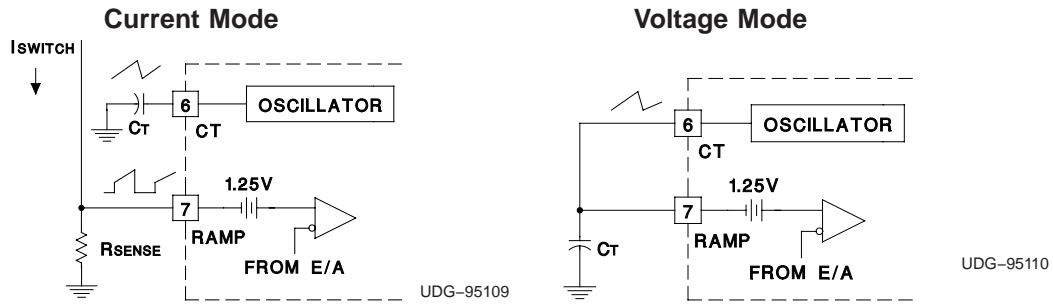 Current Mode
ISWITCH
6
OSCILLATOR
CT
CT
1.25V
7
RAMP
RSENSE
FROM E/A
UDG−95109
Voltage Mode
6
OSCILLATOR
CT
1.25V
7
RAMP
CT
FROM E/A
UDG−95110